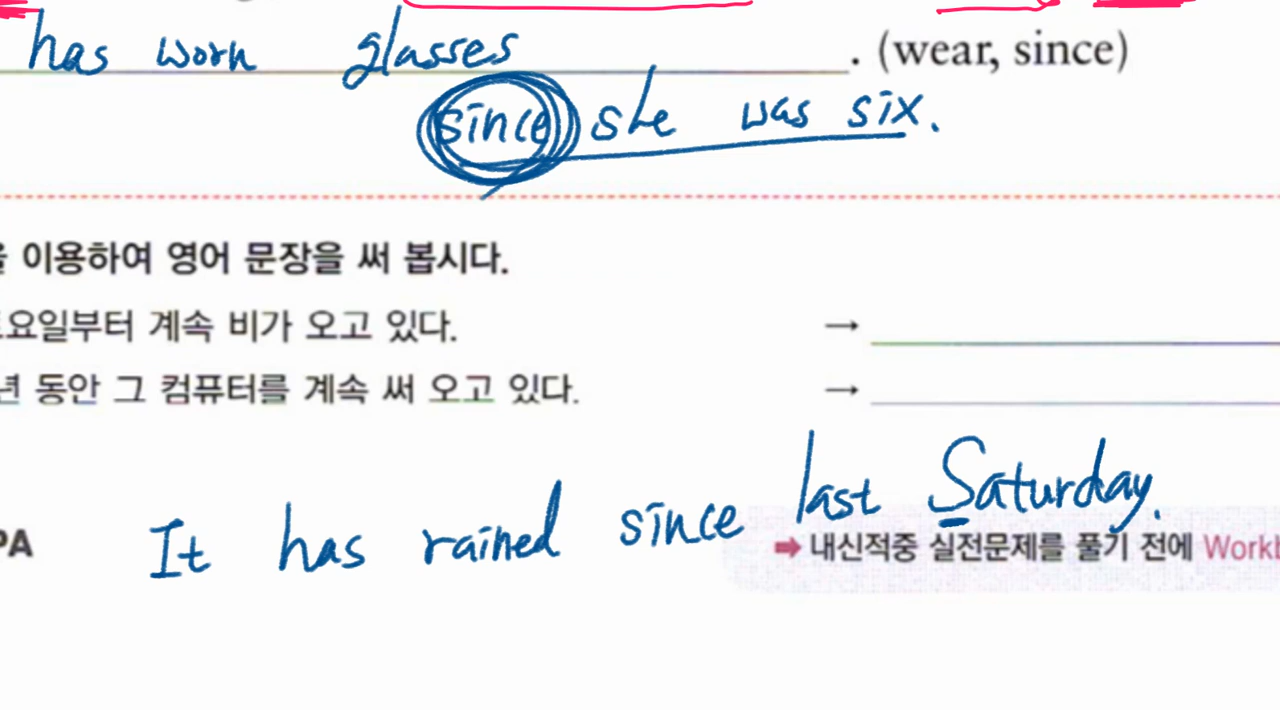 has worn glasses . (wear, since)
since she was six.
이용하여 영어 문장을 써 봅시다.
요일부터 계속 비가 오고 있다. →
년 동안 그 컴퓨터를 계속 써 오고 있다. →
It has rained since last Saturday.
PA
➡ 내신적중 실전문제를 풀기 전에 Workb